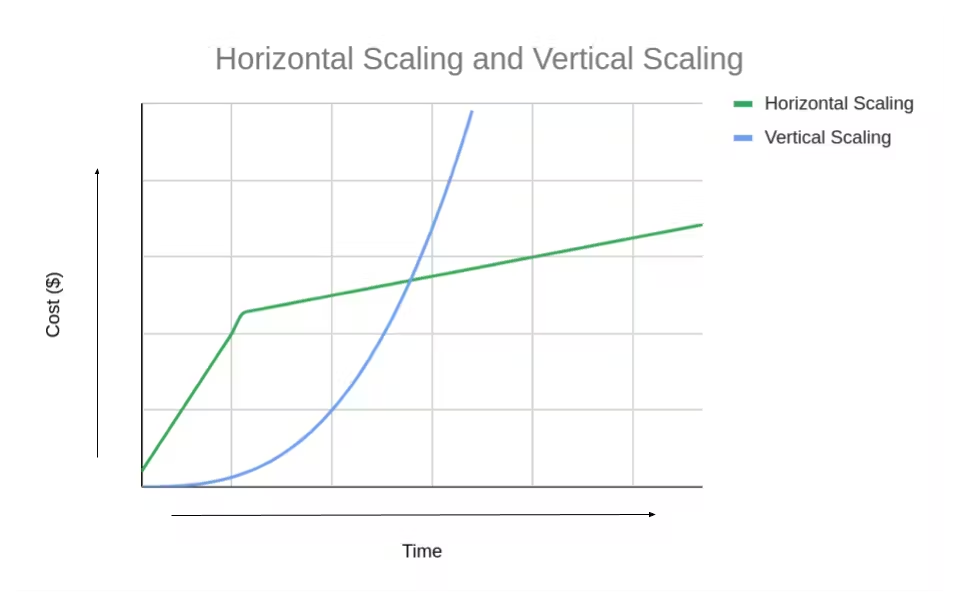 Horizontal Scaling and Vertical Scaling
Horizontal Scaling
Vertical Scaling
Cost ($)
Time